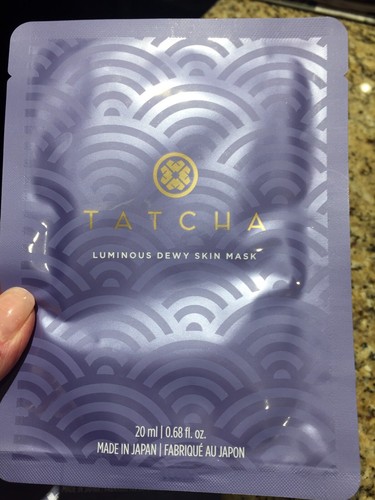 TATCHA
LUMINOUS DEWY SKIN MASK
20 ml | 0.68 fl. oz.
MADE IN JAPAN | FABRIQUÉ AU JAPON